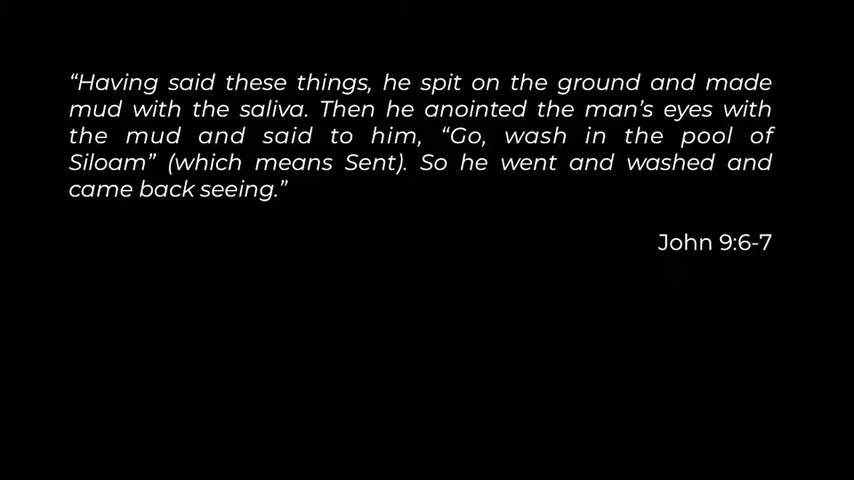 “Having said these things, he spit on the ground and made
mud with the saliva. Then he anointed the man’s eyes with
the mud and said to him, “Go, wash in the pool of
Siloam” (which means Sent). So he went and washed and
came back seeing.”
John 9:6-7